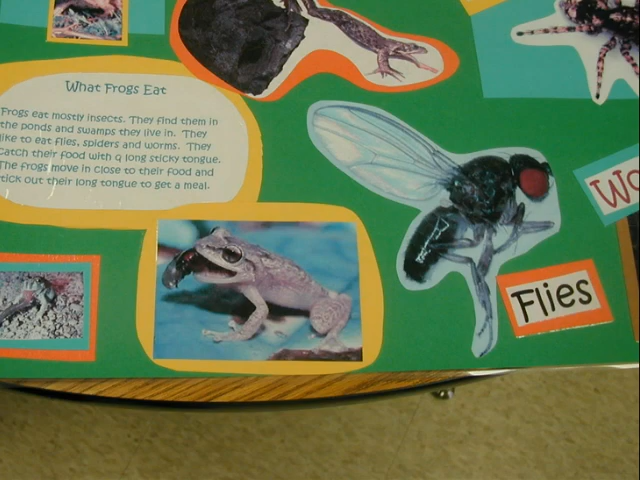 What Frogs Eat
Frogs eat mostly insects. They find them in
the ponds and swamps they live in. They
like to eat flies, spiders and worms. They
catch their food with q long sticky tongue.
The frogs move in close to their food and
stick out their long tongue to get a meal.
Wo
Flies